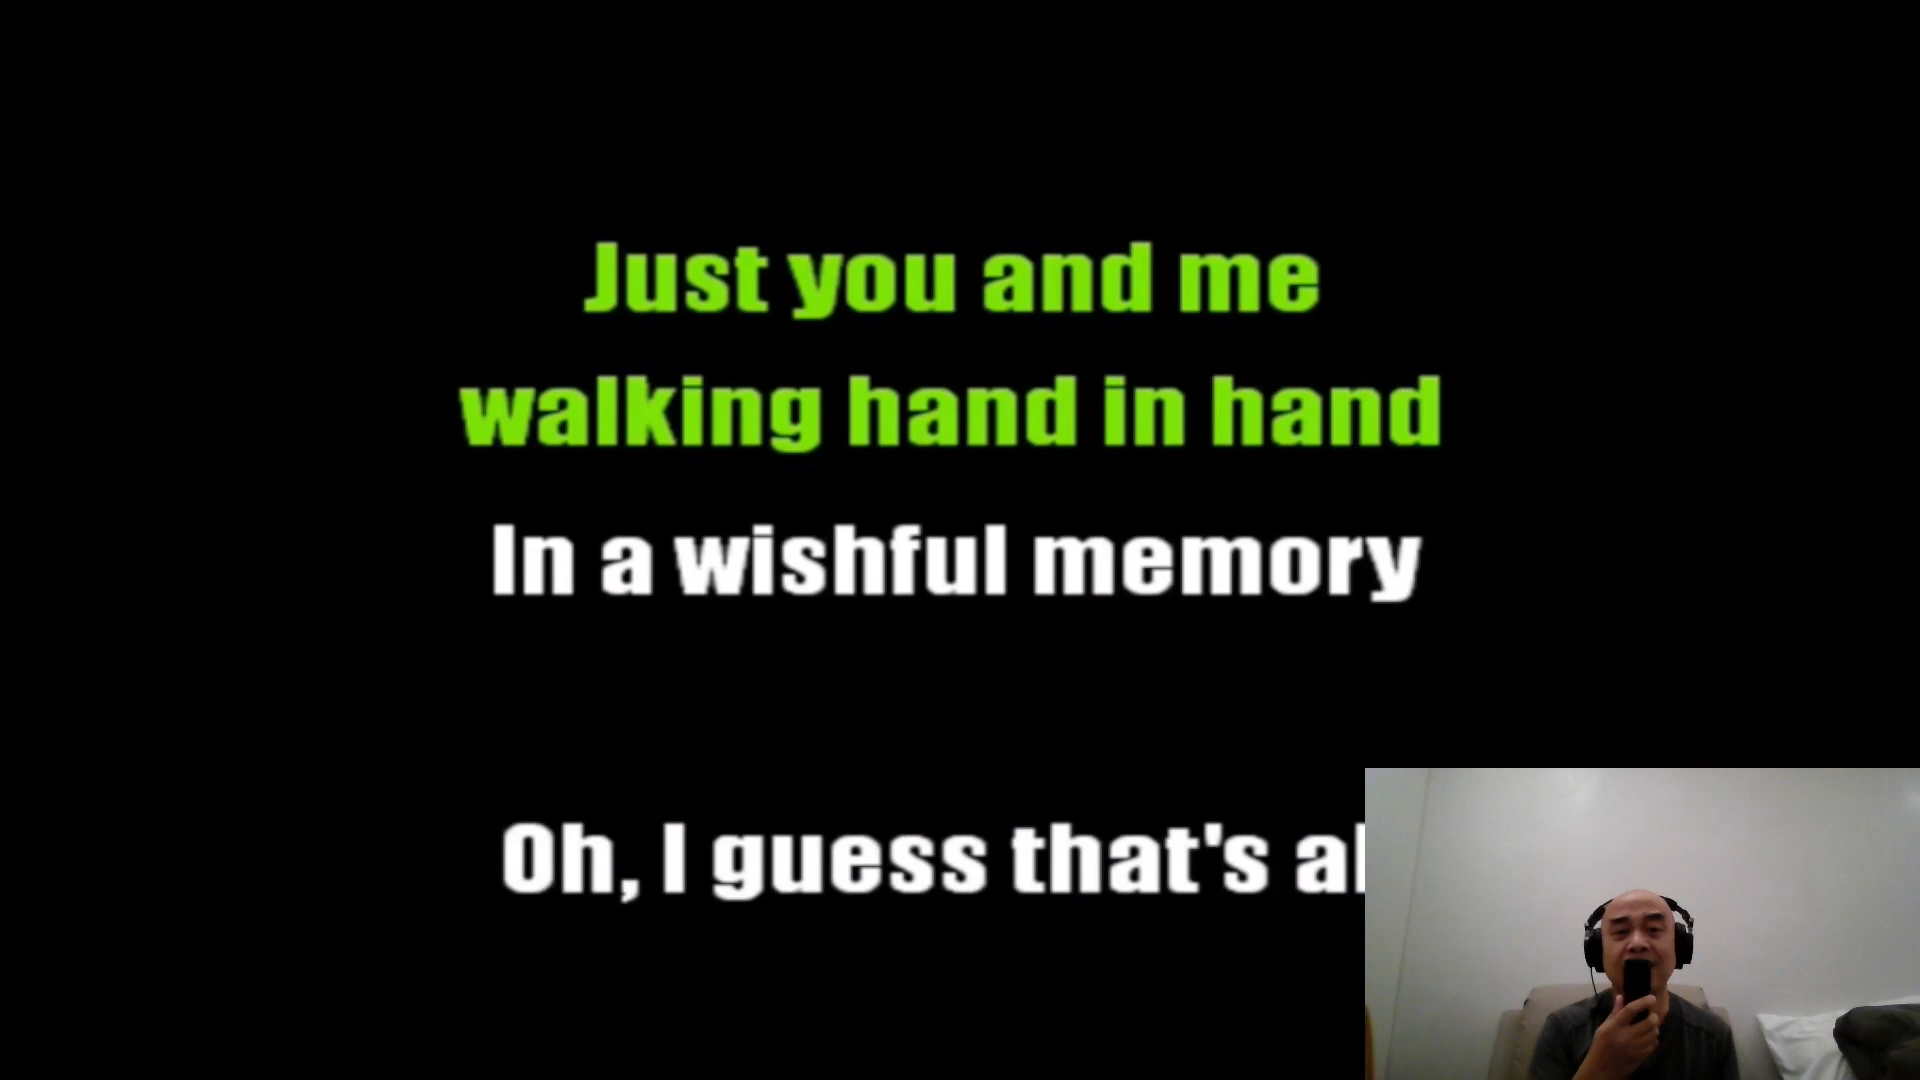 Just you and me
walking hand in hand
In a wishful memory
Oh, I guess that's